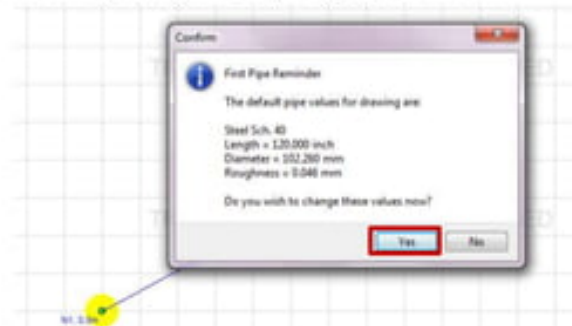 Confirm
First Pipe Reminder
The default pipe values for drawing are:
Steel Sch. 40
Length = 120.000 inch
Diameter = 102.260 mm
Roughness = 0.046 mm
Do you wish to change these values now?
Yes
No